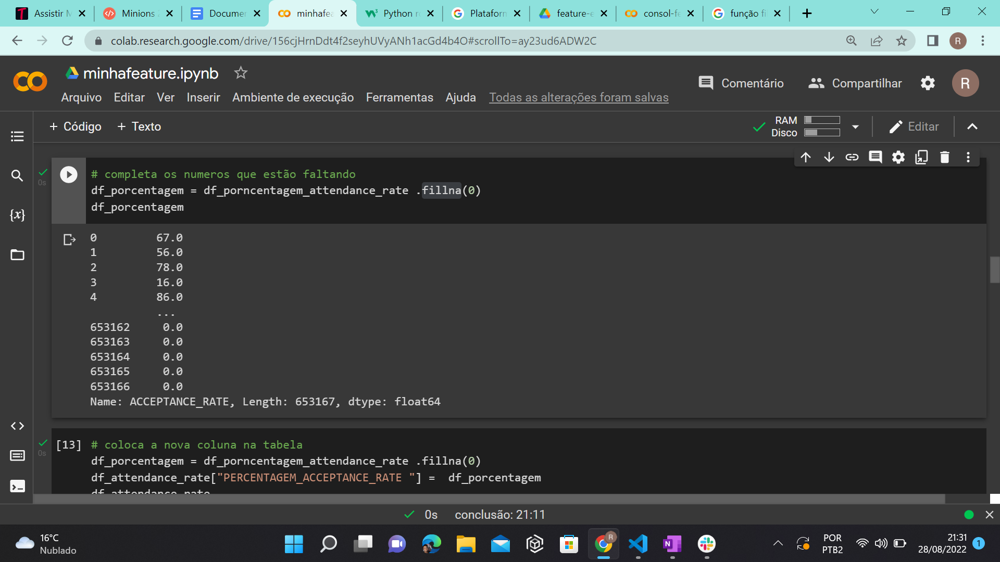 Assistir M
Minions 2
Documen
minhafea
Python r
Plataform
feature-e
consol-fe
função fi
colab.research.google.com/drive/156cjHrnDdt4f2seyhUVyANh1acGd4b4O#scrollTo=ay23ud6ADW2C
R
minhafeature.ipynb
Comentário
Compartilhar
R
Arquivo Editar Ver Inserir Ambiente de execução Ferramentas Ajuda Todas as alterações foram salvas
+ Código + Texto
RAM
Disco
Editar
0s
# completa os numeros que estão faltando
df_porcentagem = df_porncentagem_attendance_rate .fillna(0)
df_porcentagem
{x}
0 67.0
1 56.0
2 78.0
3 16.0
4 86.0
...
653162 0.0
653163 0.0
653164 0.0
653165 0.0
653166 0.0
Name: ACCEPTANCE_RATE, Length: 653167, dtype: float64
0s
[13] # coloca a nova coluna na tabela
df_porcentagem = df_porncentagem_attendance_rate .fillna(0)
df_attendance_rate["PERCENTAGEM_ACCEPTANCE_RATE "] = df_porcentagem
df_attendance_rate
0s conclusão: 21:11
16°C
Nublado
R
N
POR
PTB2
21:31
28/08/2022
1